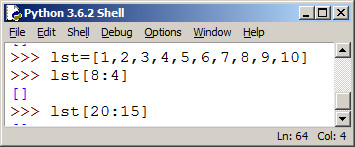 Python 3.6.2 Shell
File Edit Shell Debug Options Window Help
>>> lst=[1,2,3,4,5,6,7,8,9,10]
>>> lst[8:4]
[]
>>> lst[20:15]
Ln: 64 Col: 4